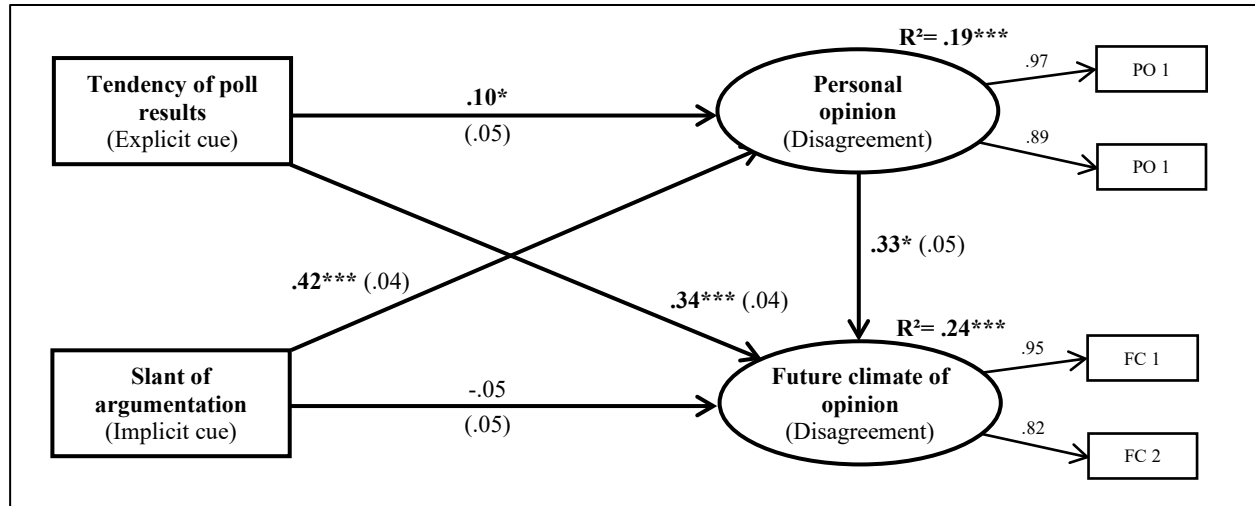 R²= .19***
Tendency of poll
results
(Explicit cue)
.10*
(.05)
Personal
opinion
(Disagreement)
.97
PO 1
.89
PO 1
.42*** (.04)
.34*** (.04)
.33* (.05)
R²= .24***
Slant of
argumentation
(Implicit cue)
-.05
(.05)
Future climate of
opinion
(Disagreement)
.95
FC 1
.82
FC 2